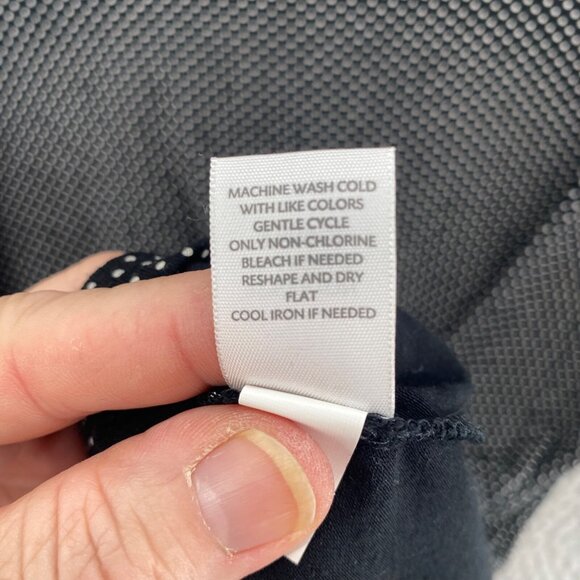 MACHINE WASH COLD
WITH LIKE COLORS
GENTLE CYCLE
ONLY NON-CHLORINE
BLEACH IF NEEDED
RESHAPE AND DRY
FLAT
COOL IRON IF NEEDED